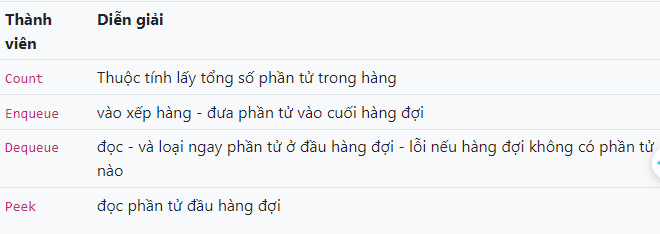 Thành Diễn giải
viên
Count Thuộc tính lấy tổng số phần tử trong hàng
Enqueue vào xếp hàng - đưa phần tử vào cuối hàng đợi
Dequeue đọc - và loại ngay phần tử ở đầu hàng đợi - lỗi nếu hàng đợi không có phần tử
nào
Peek đọc phần tử đầu hàng đợi